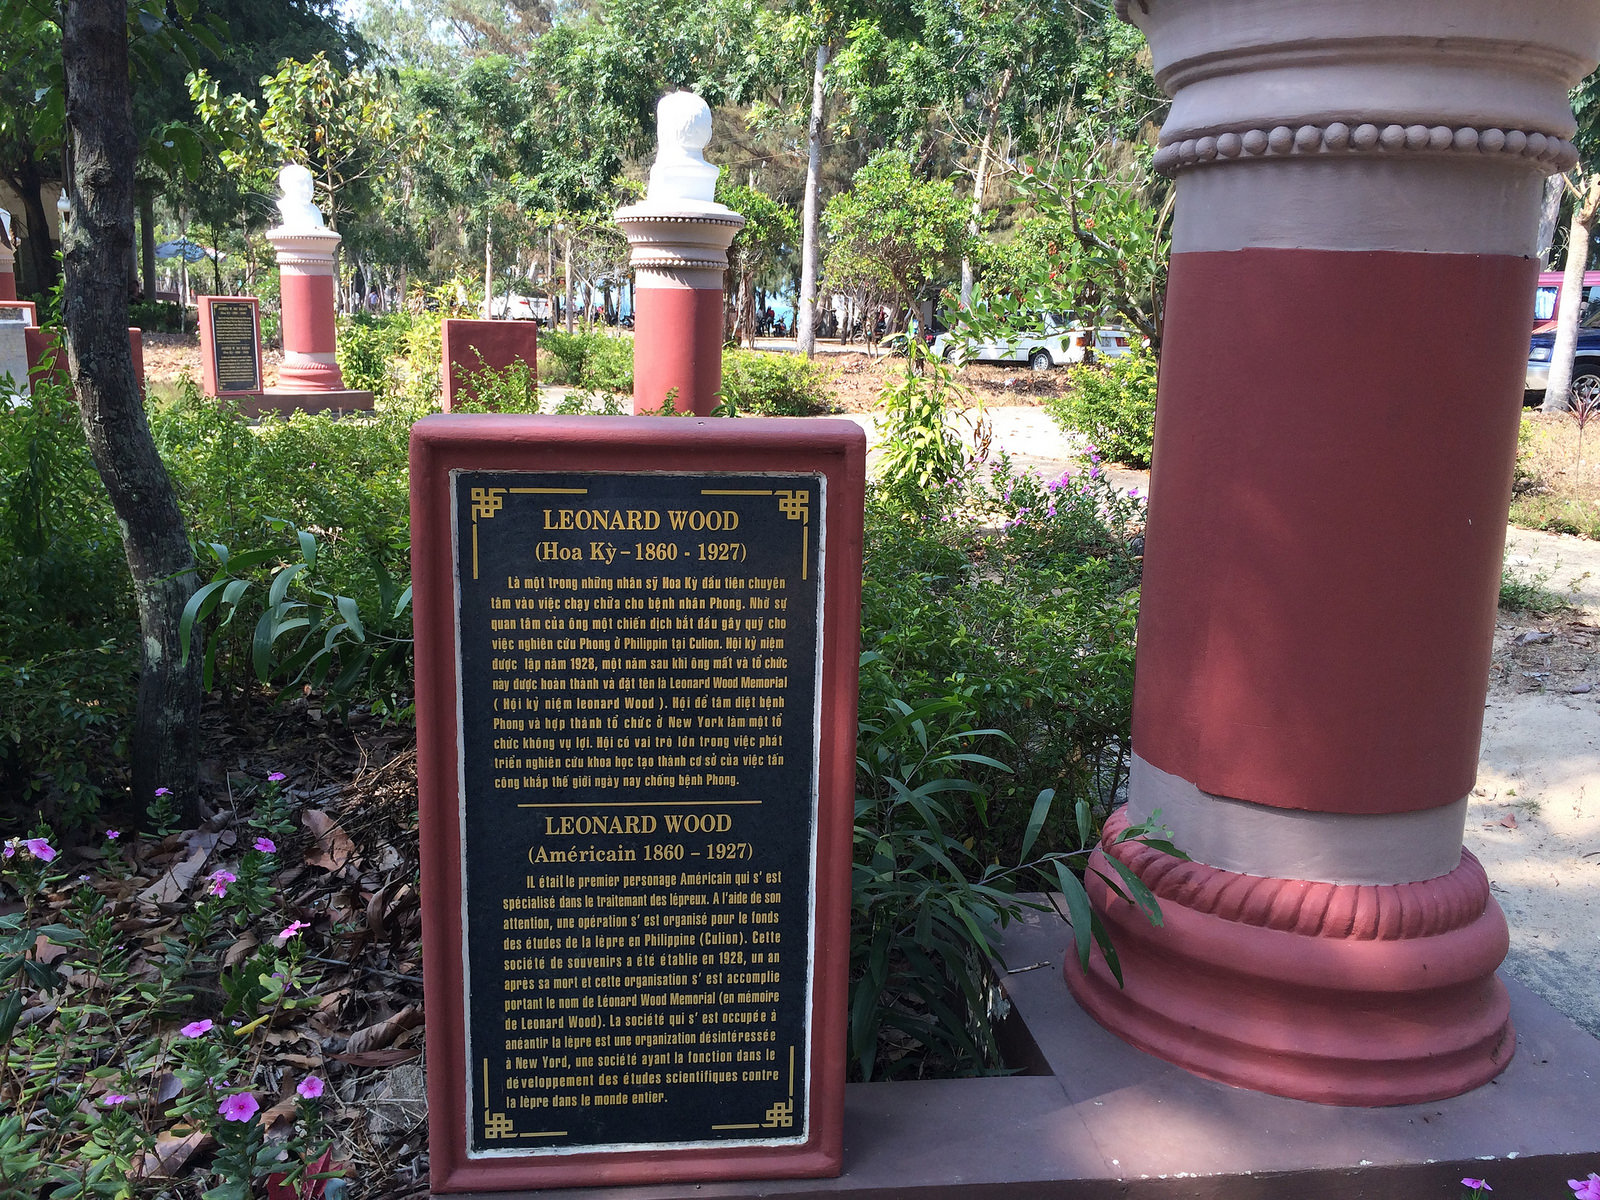 LEONARD WOOD
(Hoa Kỳ – 1860 - 1927)
Là một trong những nhân sỹ Hoa Kỳ đầu tiên chuyên
tâm vào việc chạy chữa cho bệnh nhân Phong. Nhờ sự
quan tâm của ông một chiến dịch bắt đầu gây quỹ cho
việc nghiên cứu Phong ở Philippin tại Culion. Hội kỷ niệm
được lập năm 1928, một năm sau khi ông mất và tổ chức
này được hoàn thành và đặt tên là Leonard Wood Memorial
( Hội kỷ niệm leonard Wood ). Hội để tâm diệt bệnh
Phong và hợp thành tổ chức ở New York làm một tổ
chức không vụ lợi. Hội có vai trò lớn trong việc phát
triển nghiên cứu khoa học tạo thành cơ sở của việc tấn
công khắp thế giới ngày nay chống bệnh Phong.
LEONARD WOOD
(Américain 1860 – 1927)
IL était le premier personage Américain qui s' est
spécialisé dans le traitement des lépreux. A l'aide de son
attention, une opération s' est organisé pour le fonds
des études de la lèpre en Philippine (Culion). Cette
société de souvenirs a été établie en 1928, un an
après sa mort et cette organisation s' est accomplie
portant le nom de Léonard Wood Memorial (en mémoire
de Leonard Wood). La société qui s' est occupée à
anéantir la lèpre est une organization désintéressée
à New Yord, une société ayant la fonction dans le
développement des études scientifiques contre
la lèpre dans le monde entier.